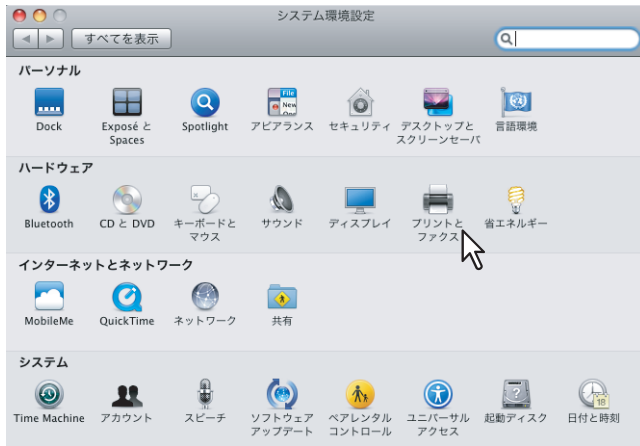 システム環境設定
すべてを表示
パーソナル
Dock
Exposé と
Spaces
Spotlight
File
New
アピアランス
セキュリティ
デスクトップと
スクリーンセーバ
言語環境
ハードウェア
Bluetooth
CD と DVD
キーボードと
マウス
サウンド
ディスプレイ
プリントと
ファクス
省エネルギー
インターネットとネットワーク
MobileMe
QuickTime
ネットワーク
共有
システム
Time Machine
アカウント
スピーチ
ソフトウェア
アップデート
ペアレンタル
コントロール
ユニバーサル
アクセス
?
起動ディスク
18
日付と時刻